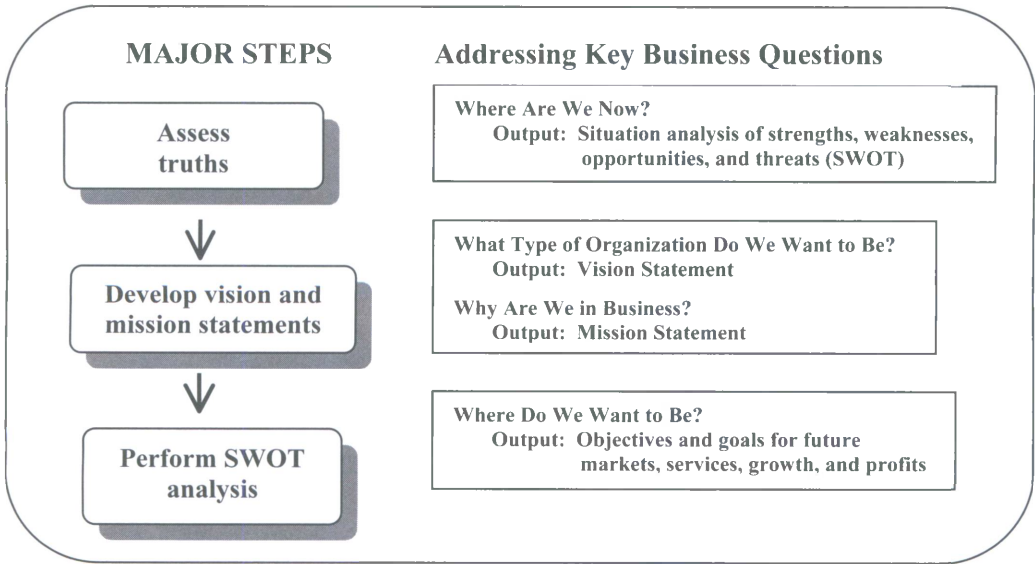 MAJOR STEPS
Addressing Key Business Questions
Assess
truths
Where Are We Now?
Output: Situation analysis of strengths, weaknesses,
opportunities, and threats (SWOT)
Develop vision and
mission statements
What Type of Organization Do We Want to Be?
Output: Vision Statement
Why Are We in Business?
Output: Mission Statement
Perform SWOT
analysis
Where Do We Want to Be?
Output: Objectives and goals for future
markets, services, growth, and profits